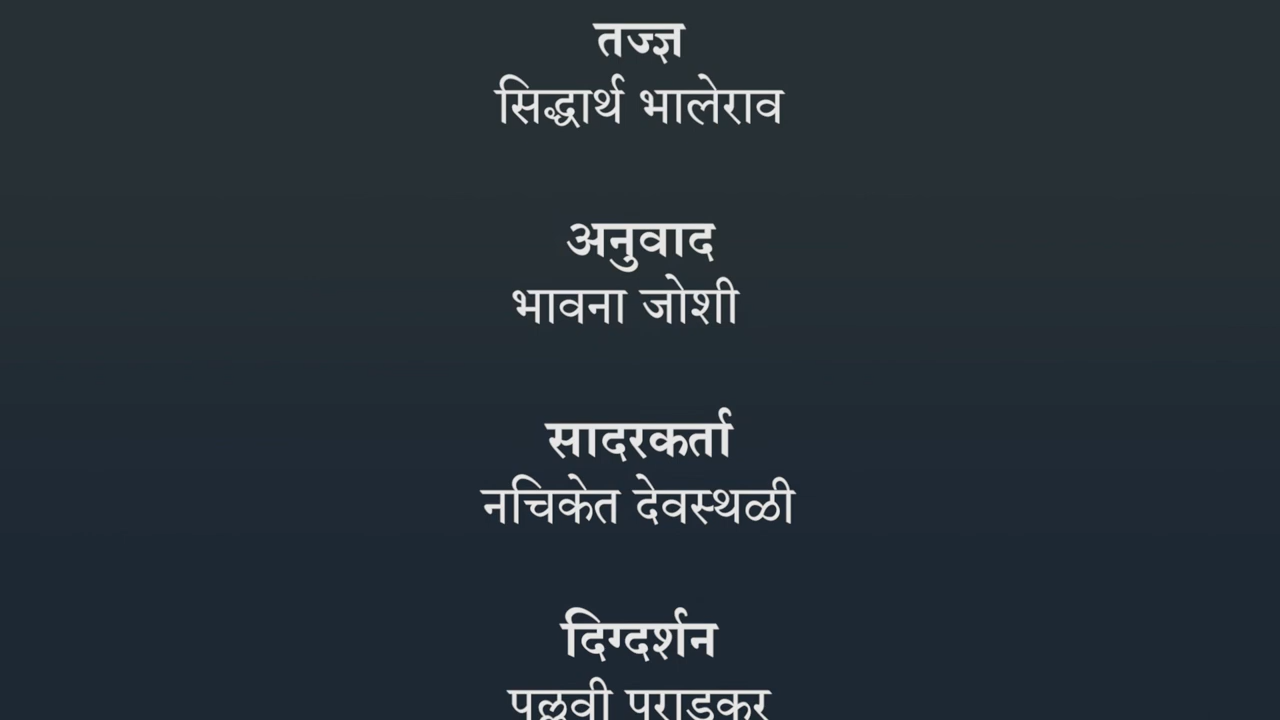 तज्ज्ञ
सिद्धार्थ भालेराव
अनुवाद
भावना जोशी
सादरकर्ता
नचिकेत देवस्थळी
दिग्दर्शन
पल्लवी पराडकर